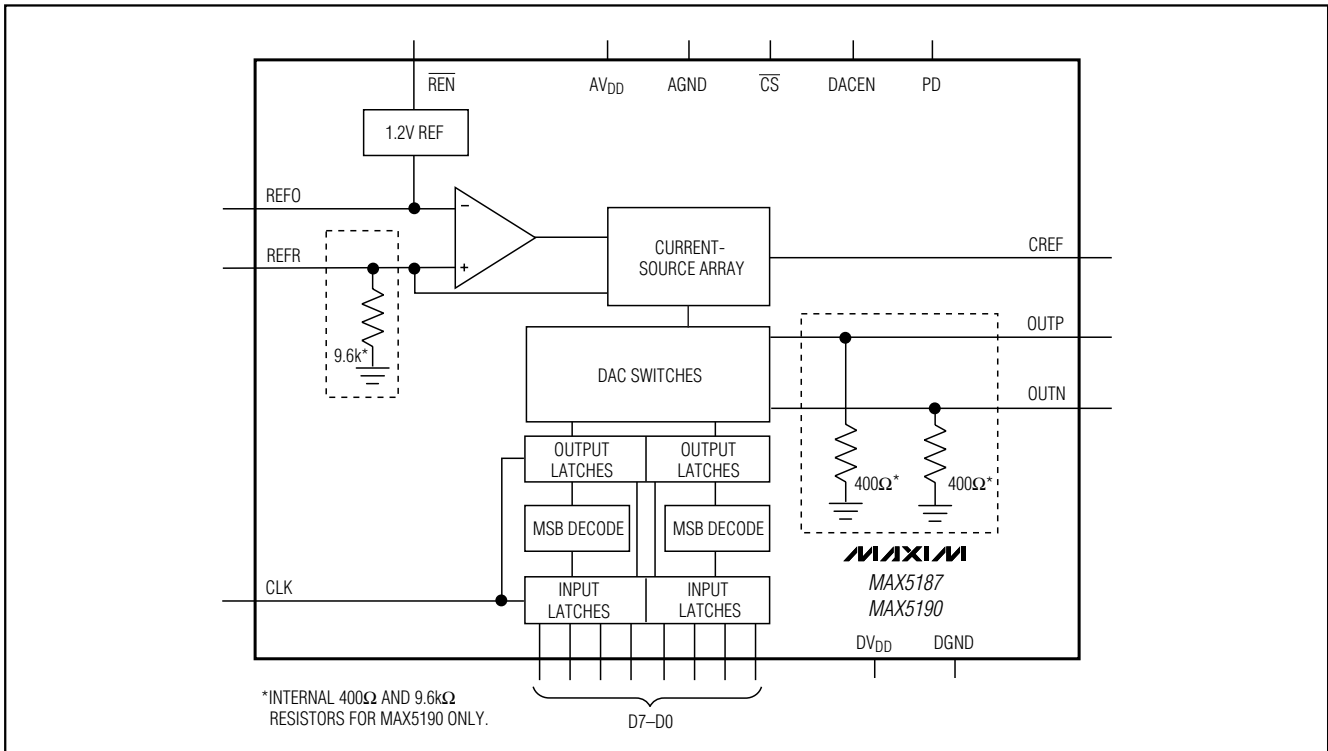 REN AVDD AGND CS DACEN PD
1.2V REF
REFO
−
REFR
+
CURRENT-
SOURCE ARRAY
CREF
9.6k*
OUTP
DAC SWITCHES
OUTN
OUTPUT
LATCHES
OUTPUT
LATCHES
400Ω*
400Ω*
MSB DECODE
MSB DECODE
MAXIM
MAX5187
MAX5190
CLK
INPUT
LATCHES
INPUT
LATCHES
DVDD DGND
*INTERNAL 400Ω AND 9.6kΩ
RESISTORS FOR MAX5190 ONLY.
D7–D0